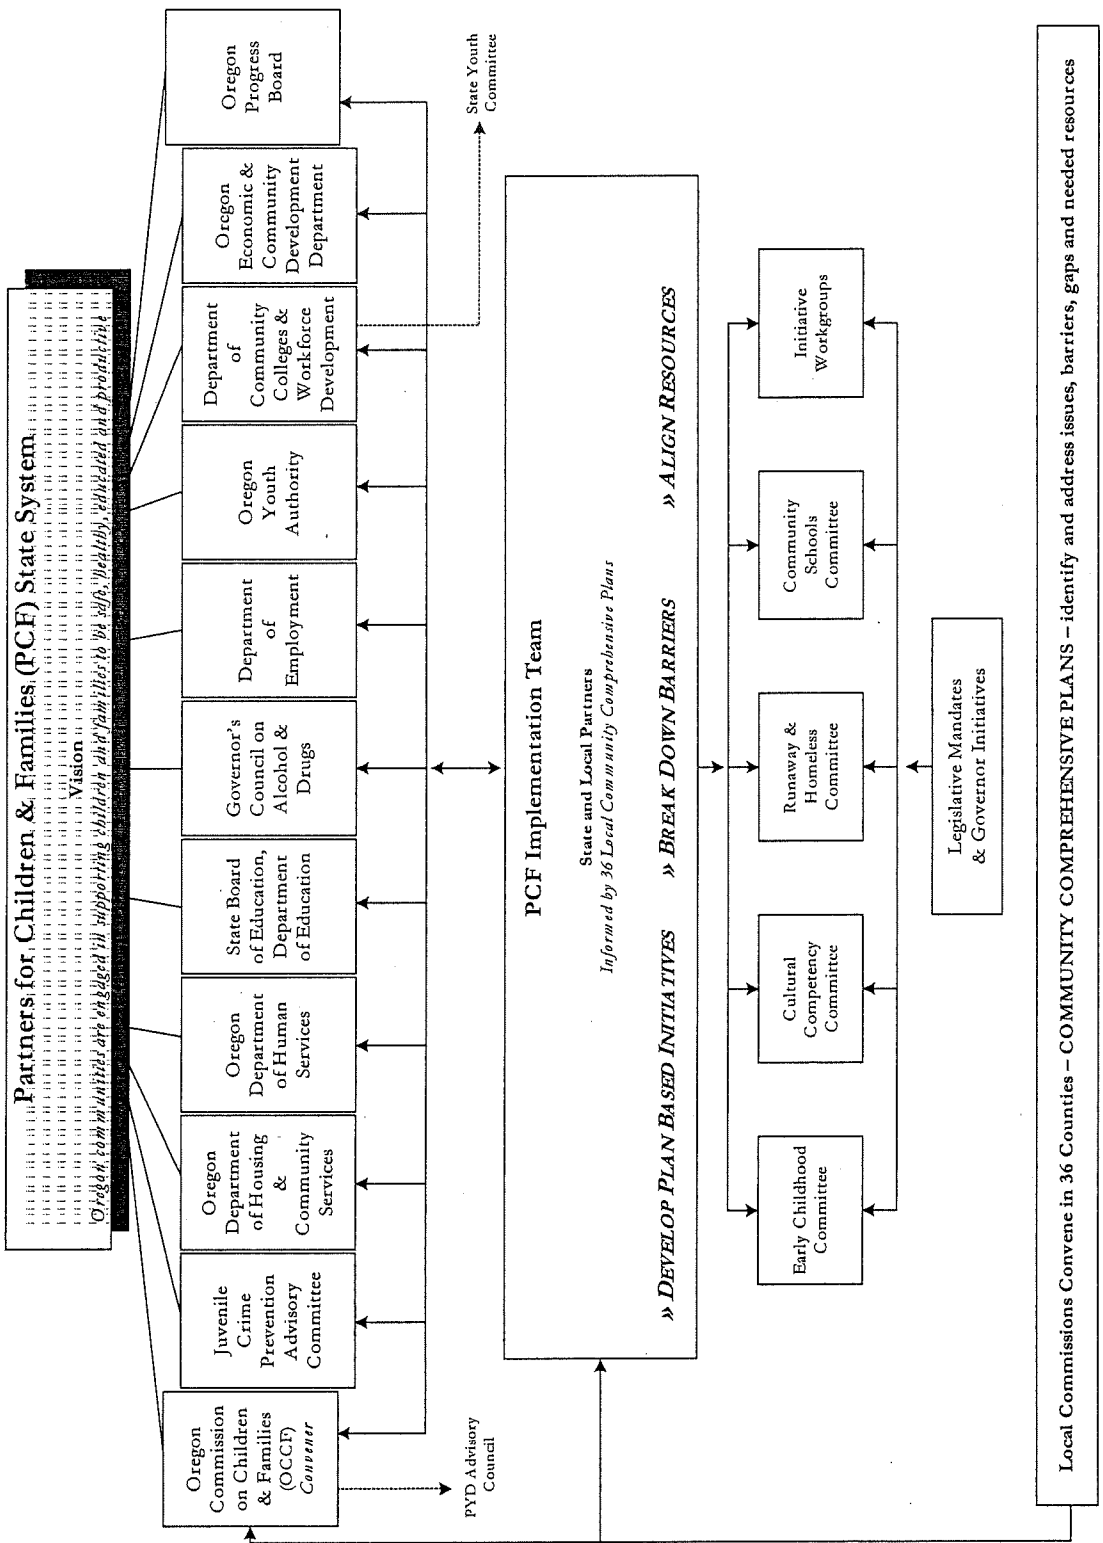 Partners for Children & Families (PCF) State System
Vision
Oregon communities are engaged in supporting children and families to be safe, healthy, educated and productive
Oregon
Commission
on Children
& Families
(OCCF)
Convener
Juvenile
Crime
Prevention
Advisory
Committee
Oregon
Department
of Housing
&
Community
Services
Oregon
Department
of Human
Services
State Board
of Education,
Department
of Education
Governor's
Council on
Alcohol &
Drugs
Department
of
Employment
Oregon
Youth
Authority
Department
of
Community
Colleges &
Workforce
Development
Oregon
Economic &
Community
Development
Department
Oregon
Progress
Board
PYD Advisory
Council
State Youth
Committee
PCF Implementation Team
State and Local Partners
Informed by 36 Local Community Comprehensive Plans
» DEVELOP PLAN BASED INITIATIVES » BREAK DOWN BARRIERS » ALIGN RESOURCES
Early Childhood
Committee
Cultural
Competency
Committee
Runaway &
Homeless
Committee
Community
Schools
Committee
Initiative
Workgroups
Legislative Mandates
& Governor Initiatives
Local Commissions Convene in 36 Counties – COMMUNITY COMPREHENSIVE PLANS – identify and address issues, barriers, gaps and needed resources